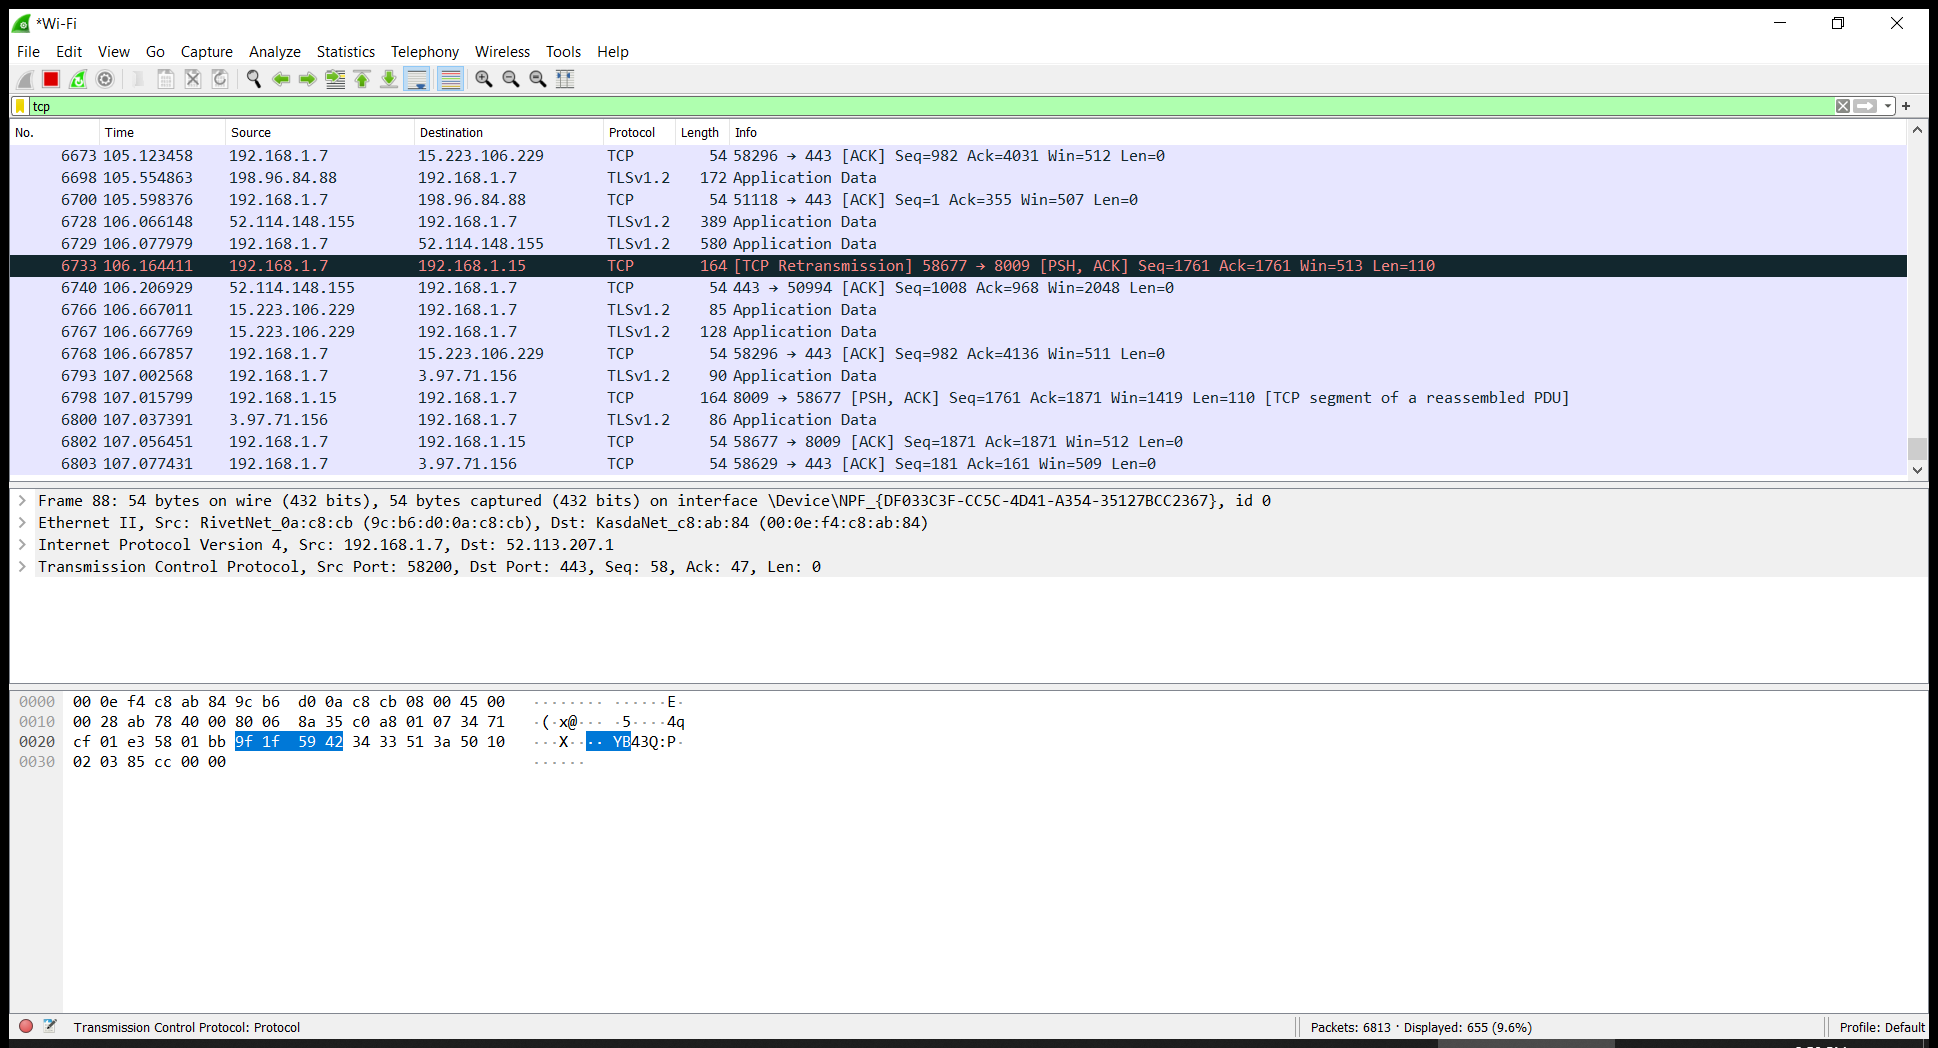 *Wi-Fi
File Edit View Go Capture Analyze Statistics Telephony Wireless Tools Help
tcp
No. Time Source Destination Protocol Length Info
6673 105.123458 192.168.1.7 15.223.106.229 TCP 54 58296 → 443 [ACK] Seq=982 Ack=4031 Win=512 Len=0
6698 105.554863 198.96.84.88 192.168.1.7 TLSv1.2 172 Application Data
6700 105.598376 192.168.1.7 198.96.84.88 TCP 54 51118 → 443 [ACK] Seq=1 Ack=355 Win=507 Len=0
6728 106.066148 52.114.148.155 192.168.1.7 TLSv1.2 389 Application Data
6729 106.077979 192.168.1.7 52.114.148.155 TLSv1.2 580 Application Data
6733 106.164411 192.168.1.7 192.168.1.15 TCP 164 [TCP Retransmission] 58677 → 8009 [PSH, ACK] Seq=1761 Ack=1761 Win=513 Len=110
6740 106.206929 52.114.148.155 192.168.1.7 TCP 54 443 → 50994 [ACK] Seq=1008 Ack=968 Win=2048 Len=0
6766 106.667011 15.223.106.229 192.168.1.7 TLSv1.2 85 Application Data
6767 106.667769 15.223.106.229 192.168.1.7 TLSv1.2 128 Application Data
6768 106.667857 192.168.1.7 15.223.106.229 TCP 54 58296 → 443 [ACK] Seq=982 Ack=4136 Win=511 Len=0
6793 107.002568 192.168.1.7 3.97.71.156 TLSv1.2 90 Application Data
6798 107.015799 192.168.1.15 192.168.1.7 TCP 164 8009 → 58677 [PSH, ACK] Seq=1761 Ack=1871 Win=1419 Len=110 [TCP segment of a reassembled PDU]
6800 107.037391 3.97.71.156 192.168.1.7 TLSv1.2 86 Application Data
6802 107.056451 192.168.1.7 192.168.1.15 TCP 54 58677 → 8009 [ACK] Seq=1871 Ack=1871 Win=512 Len=0
6803 107.077431 192.168.1.7 3.97.71.156 TCP 54 58629 → 443 [ACK] Seq=181 Ack=161 Win=509 Len=0
Frame 88: 54 bytes on wire (432 bits), 54 bytes captured (432 bits) on interface \Device\NPF_{DF033C3F-CC5C-4D41-A354-35127BCC2367}, id 0
Ethernet II, Src: RivetNet_0a:c8:cb (9c:b6:d0:0a:c8:cb), Dst: KasdaNet_c8:ab:84 (00:0e:f4:c8:ab:84)
Internet Protocol Version 4, Src: 192.168.1.7, Dst: 52.113.207.1
Transmission Control Protocol, Src Port: 58200, Dst Port: 443, Seq: 58, Ack: 47, Len: 0
0000 00 0e f4 c8 ab 84 9c b6 d0 0a c8 cb 08 00 45 00 ········ ······E·
0010 00 28 ab 78 40 00 80 06 8a 35 c0 a8 01 07 34 71 ·(·x@··· ·5····4q
0020 cf 01 e3 58 01 bb 9f 1f 59 42 34 33 51 3a 50 10 ···X···· YB43Q:P·
0030 02 03 85 cc 00 00 ······
Transmission Control Protocol: Protocol
Packets: 6813 · Displayed: 655 (9.6%)
Profile: Default